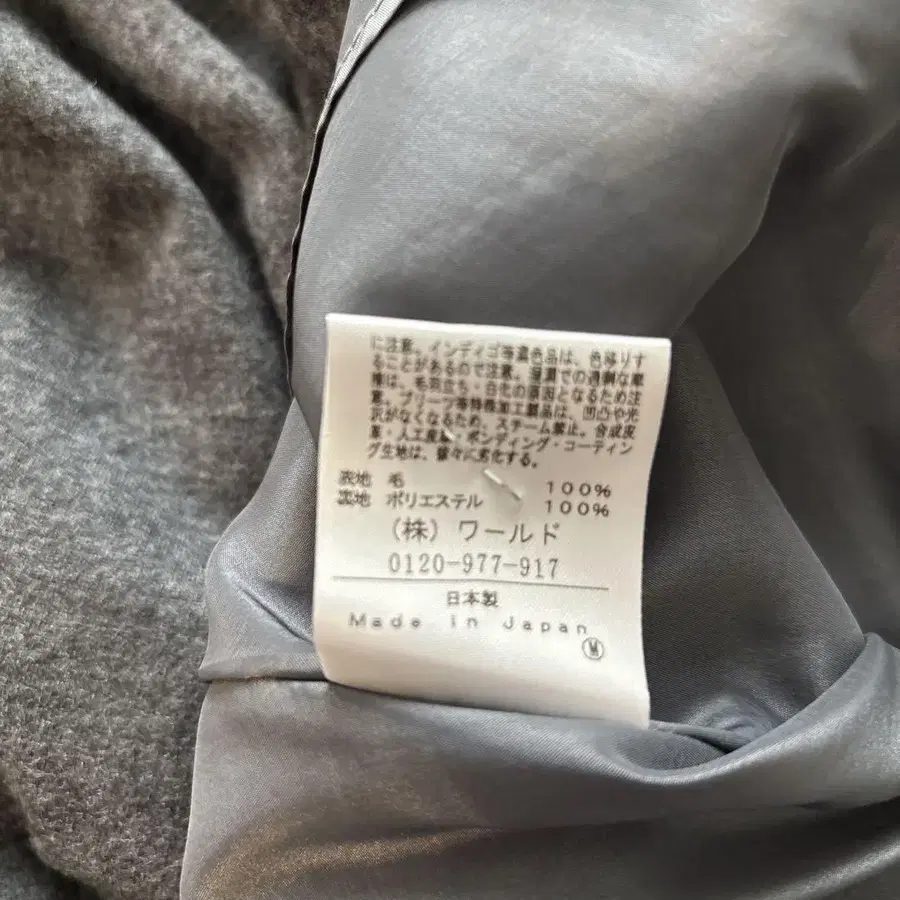 に注意。インディゴ等濃色品は、色移りす
ることがあるので注意。湿潤での過剰な摩
擦は、毛羽立ち・白化の原因となるため注
意。プリーツ等特殊加工製品は、凹凸や光
沢がなくなるため、スチーム禁止。合成皮
革・人工皮革・ボンディング・コーティン
グ生地は、徐々に劣化する。
表地 毛 100%
裏地 ポリエステル 100%
(株)ワールド
0120-977-917
日本製
Made in Japan
M